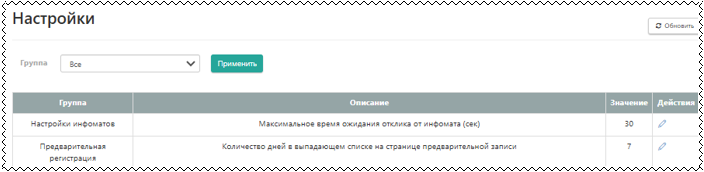 Настройки
Обновить
Группа Все Применить
Группа Описание Значение Действия
Настройки инфоматов Максимальное время ожидания отклика от инфомата (сек) 30
Предварительная регистрация Количество дней в выпадающем списке на странице предварительной записи 7